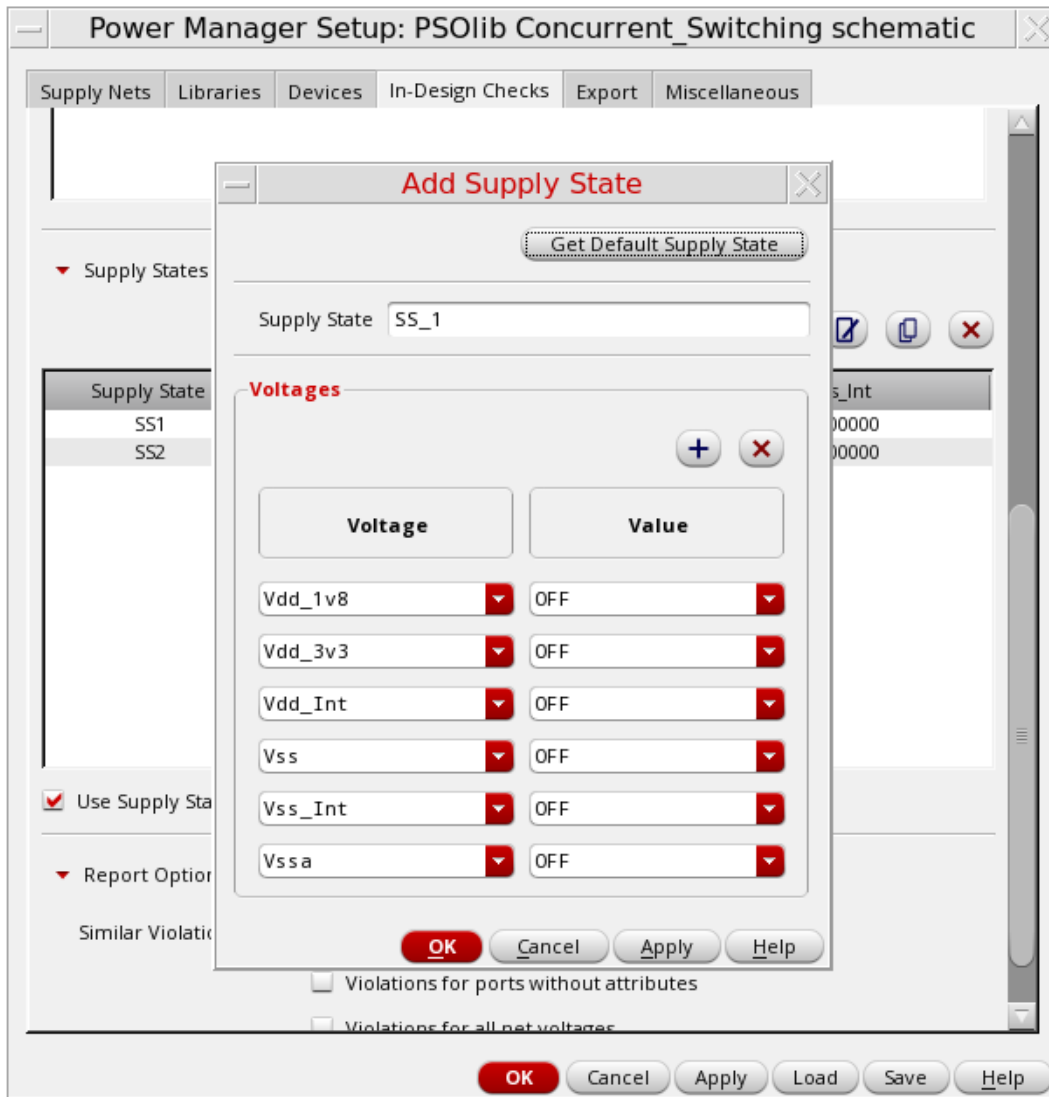 Power Manager Setup: PSOlib Concurrent_Switching schematic
Supply Nets Libraries Devices In-Design Checks Export Miscellaneous
Add Supply State
Get Default Supply State
Supply States
Supply State SS_1
Supply State
s_Int
SS1
00000
SS2
00000
Voltages
Voltage Value
Vdd_1v8 OFF
Vdd_3v3 OFF
Vdd_Int OFF
Vss OFF
Vss_Int OFF
Vssa OFF
Use Supply Sta
Report Option
Similar Violatio
OK Cancel Apply Help
Violations for ports without attributes
Violations for all net voltages
OK Cancel Apply Load Save Help